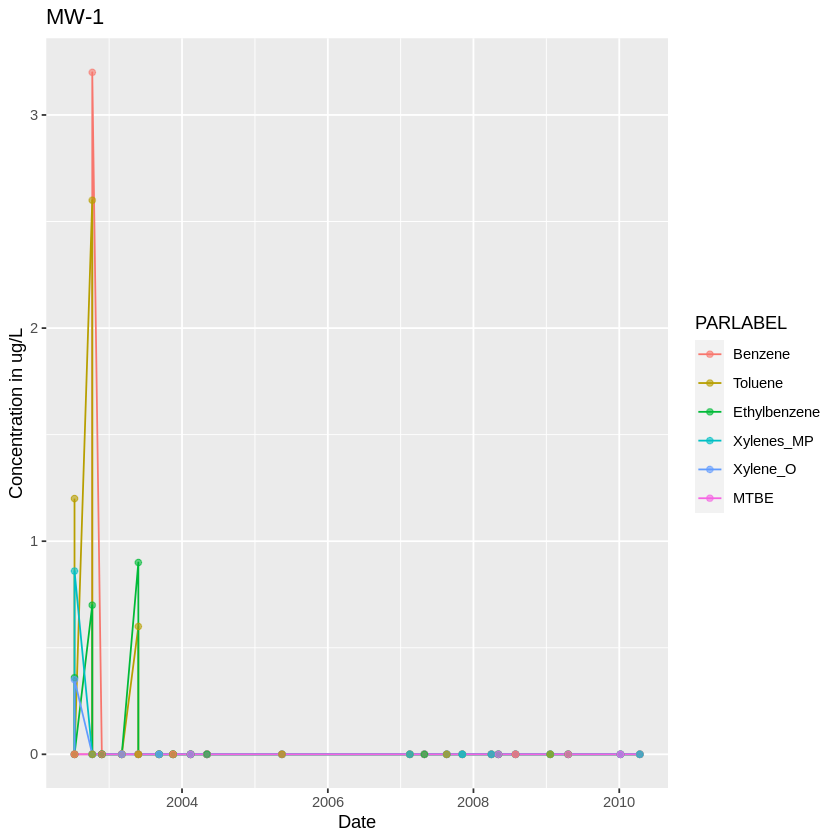 MW-1
Concentration in ug/L
3
2
1
0
2004
2006
2008
2010
Date
PARLABEL
Benzene
Toluene
Ethylbenzene
Xylenes_MP
Xylene_O
MTBE